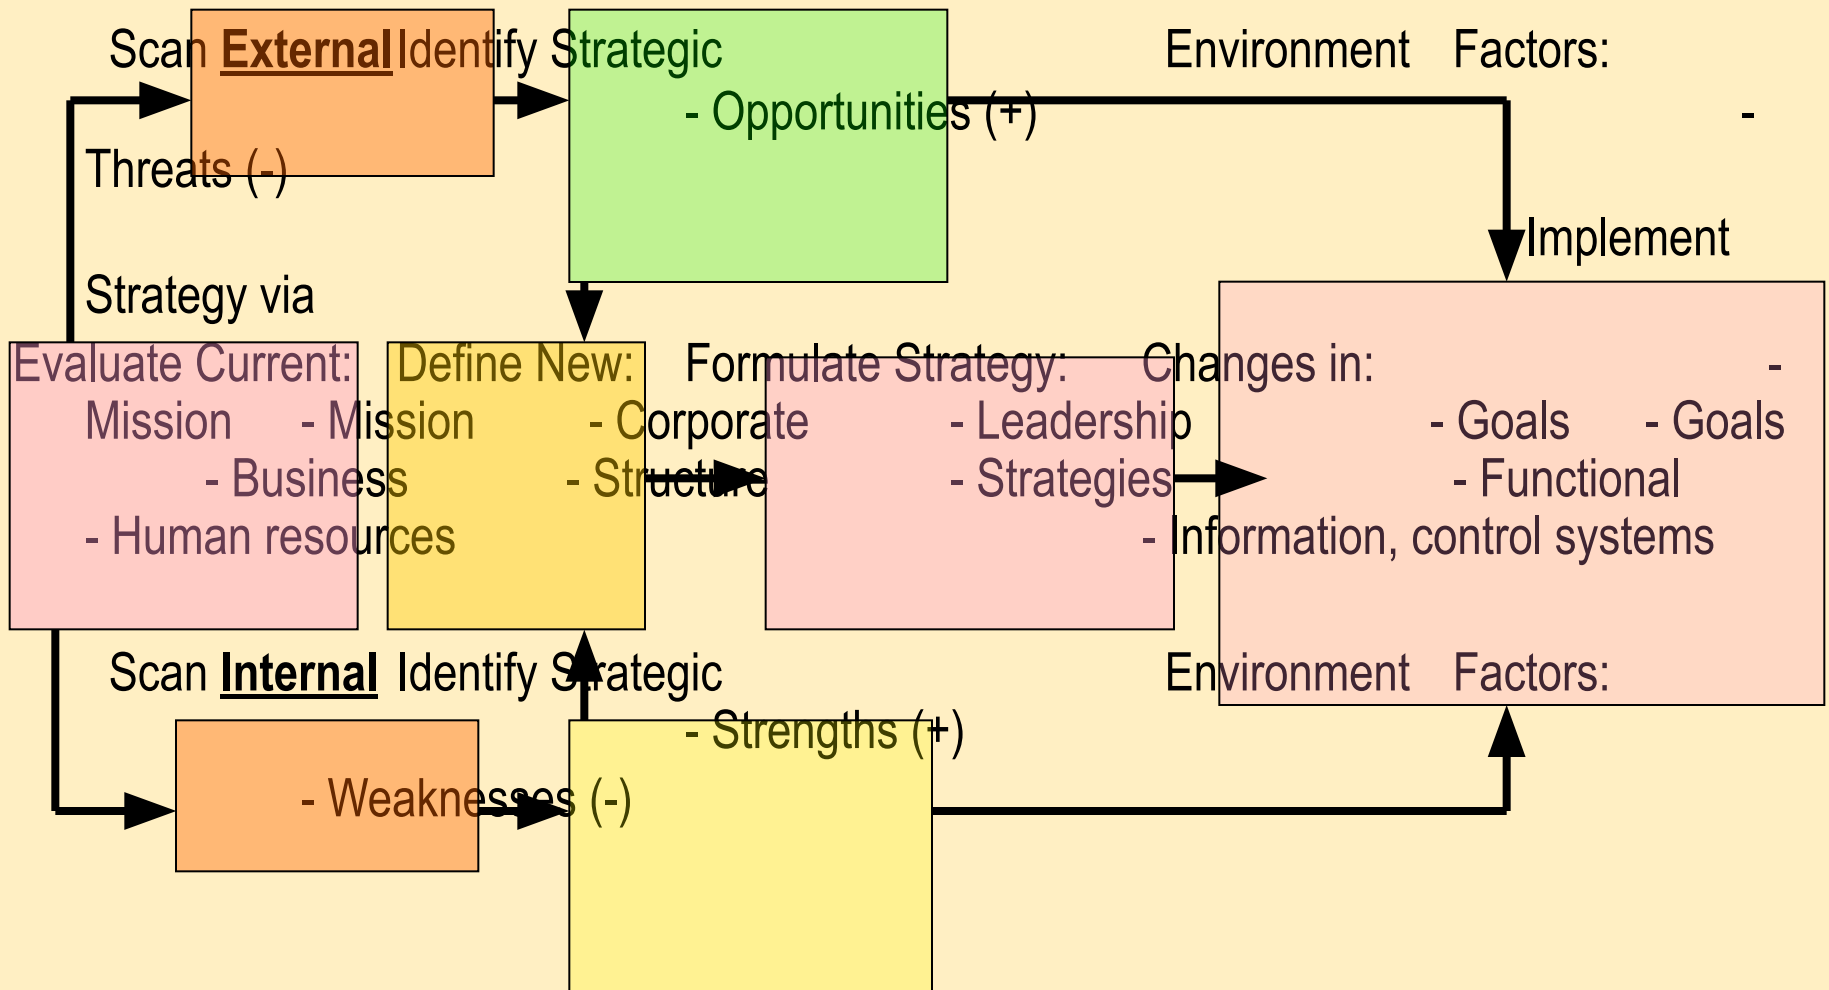 Scan External Identify Strategic Environment Factors:
- Opportunities (+) -
Threats (-)
Implement
Strategy via
Evaluate Current: Define New: Formulate Strategy: Changes in: -
Mission - Mission - Corporate - Leadership - Goals - Goals
- Business - Structure - Strategies - Functional
- Human resources - Information, control systems
Scan Internal Identify Strategic Environment Factors:
- Strengths (+)
- Weaknesses (-)